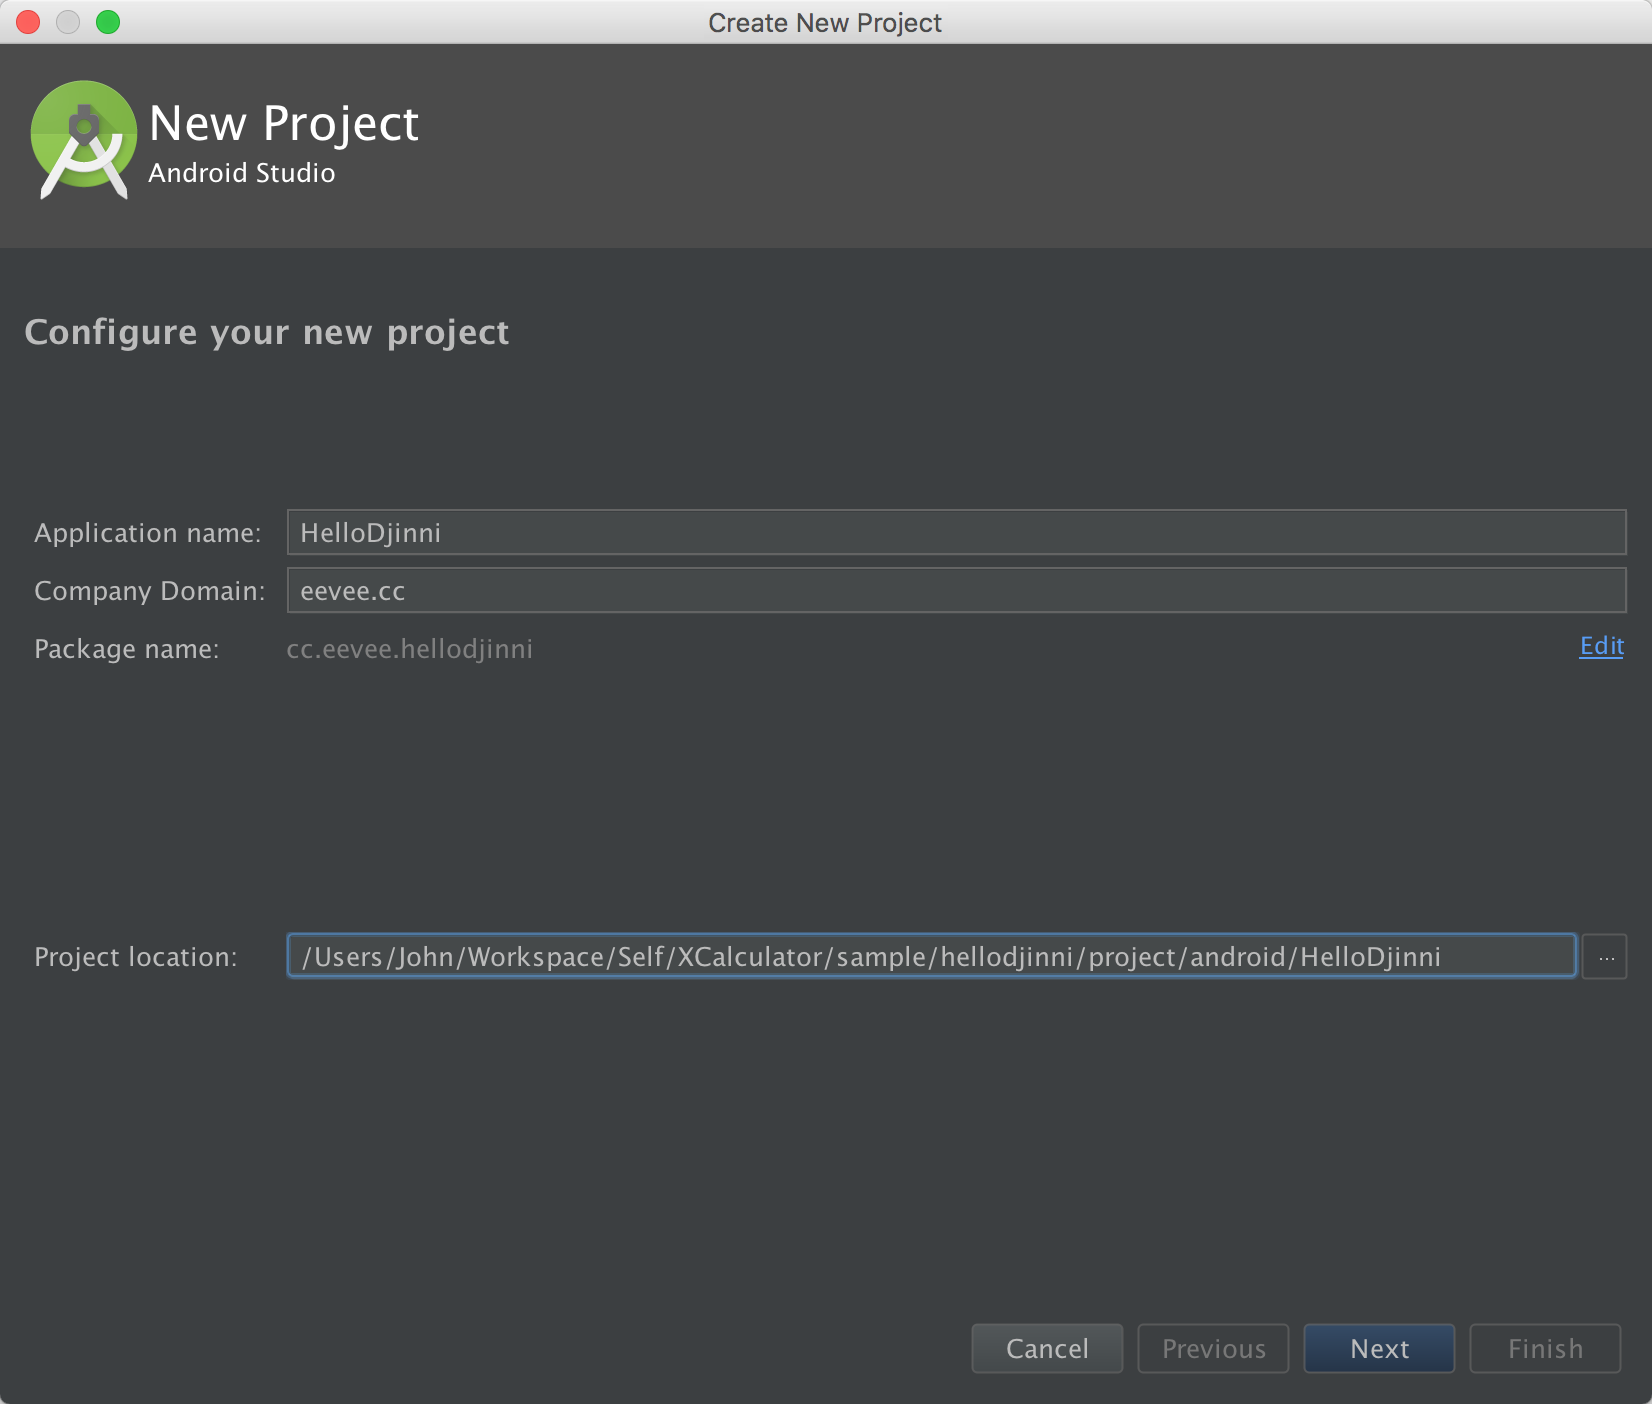 Create New Project
New Project
Android Studio
Configure your new project
Application name: HelloDjinni
Company Domain: eevee.cc
Package name: cc.eevee.hellodjinni Edit
Project location: /Users/John/Workspace/Self/XCalculator/sample/hellodjinni/project/android/HelloDjinni ...
Cancel Previous Next Finish